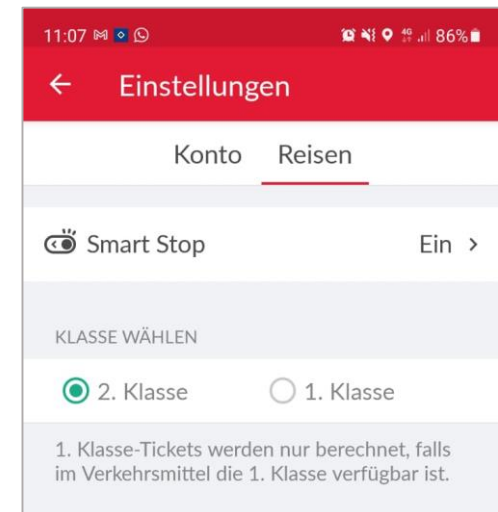 11:07 86%
Einstellungen
Konto Reisen
Smart Stop Ein
KLASSE WÄHLEN
2. Klasse 1. Klasse
1. Klasse-Tickets werden nur berechnet, falls
im Verkehrsmittel die 1. Klasse verfügbar ist.